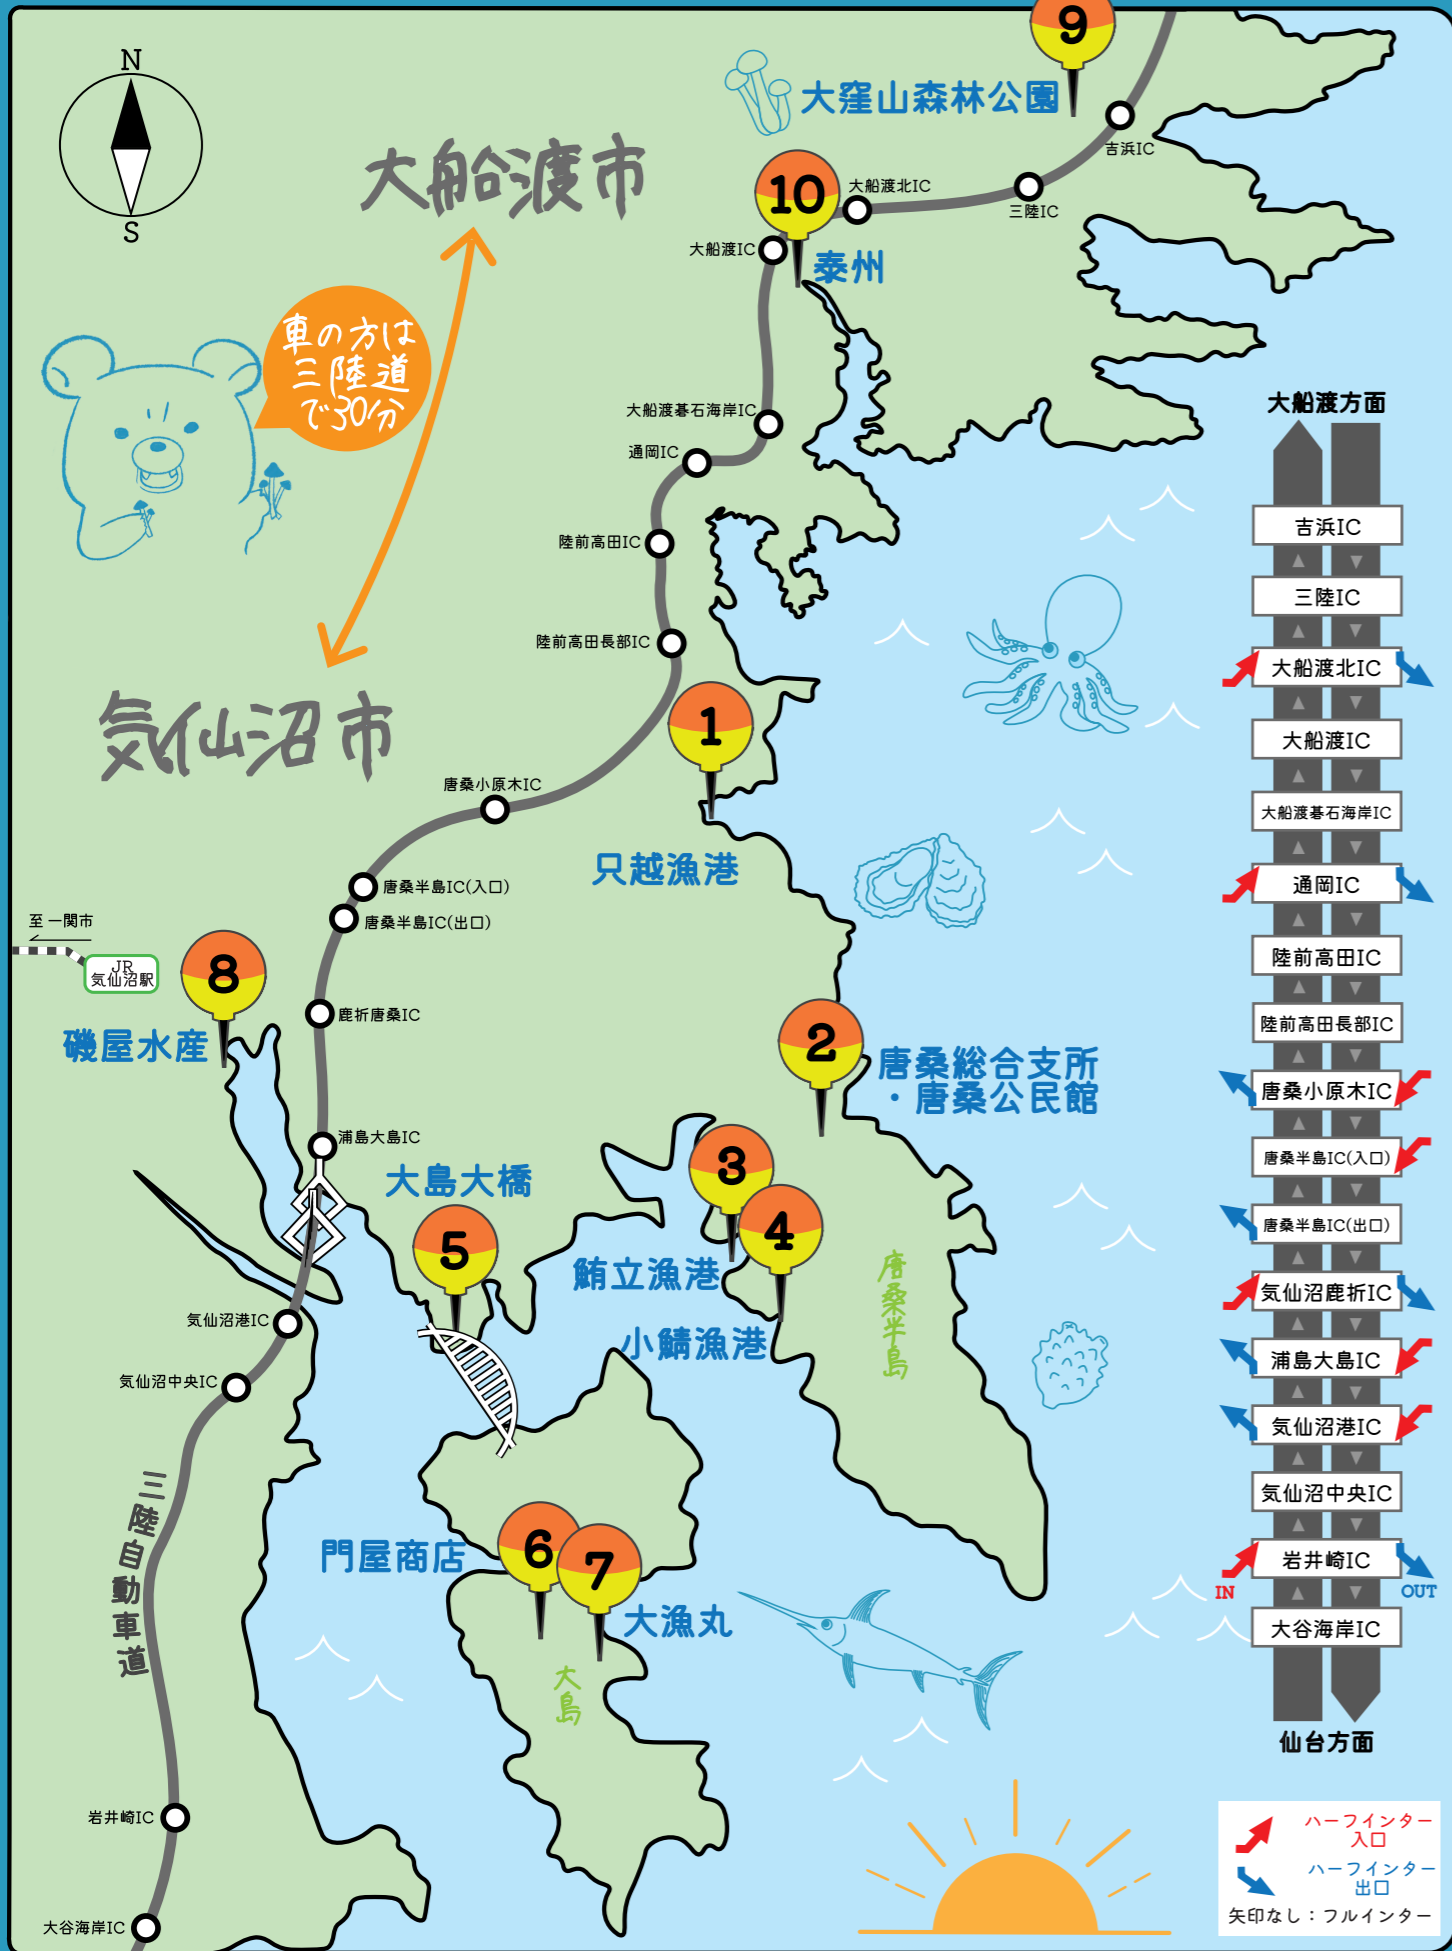 9
大窪山森林公園
吉浜IC
N
S
大船渡市
10
大船渡北IC
三陸IC
大船渡IC
泰州
車の方は
三陸道
で30分
大船渡碁石海岸IC
通岡IC
陸前高田IC
陸前高田長部IC
気仙沼市
1
唐桑小原木IC
只越漁港
唐桑半島IC(入口)
唐桑半島IC(出口)
至 一関市
JR
気仙沼駅
8
磯屋水産
鹿折唐桑IC
2
唐桑総合支所
・唐桑公民館
浦島大島IC
大島大橋
3
4
5
鮪立漁港
小鯖漁港
唐桑半島
気仙沼港IC
気仙沼中央IC
三陸自動車道
門屋商店
6
7
大漁丸
大島
岩井崎IC
大谷海岸IC
大船渡方面
吉浜IC
三陸IC
大船渡北IC
大船渡IC
大船渡碁石海岸IC
通岡IC
陸前高田IC
陸前高田長部IC
唐桑小原木IC
唐桑半島IC(入口)
唐桑半島IC(出口)
気仙沼鹿折IC
浦島大島IC
気仙沼港IC
気仙沼中央IC
岩井崎IC
IN
OUT
大谷海岸IC
仙台方面
ハーフインター
入口
ハーフインター
出口
矢印なし：フルインター